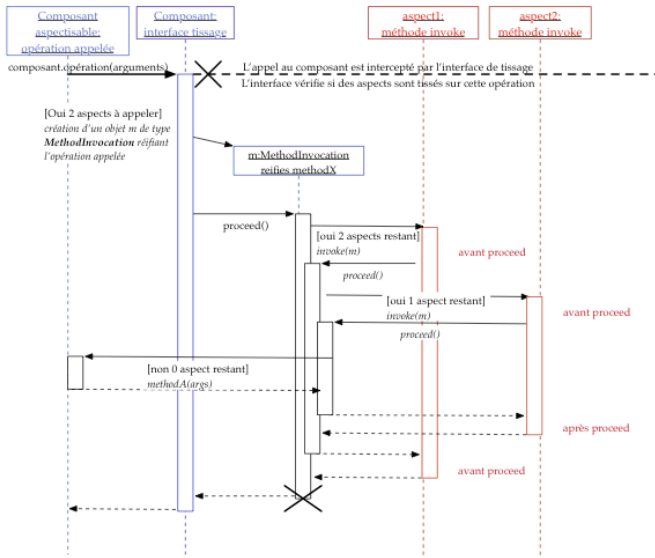 Composant
aspectisable:
opération appelée
Composant:
interface tissage
aspect1:
méthode invoke
aspect2:
méthode invoke
composant.opération(arguments)
L'appel au composant est intercepté par l'interface de tissage
L'interface vérifie si des aspects sont tissés sur cette opération
[Oui 2 aspects à appeler]
création d'un objet m de type
MethodInvocation réifiant
l'opération appelée
m:MethodInvocation
reifies methodX
proceed()
[oui 2 aspects restant]
invoke(m)
avant proceed
proceed()
[oui 1 aspect restant]
invoke(m)
avant proceed
proceed()
[non 0 aspect restant]
methodA(args)
après proceed
avant proceed